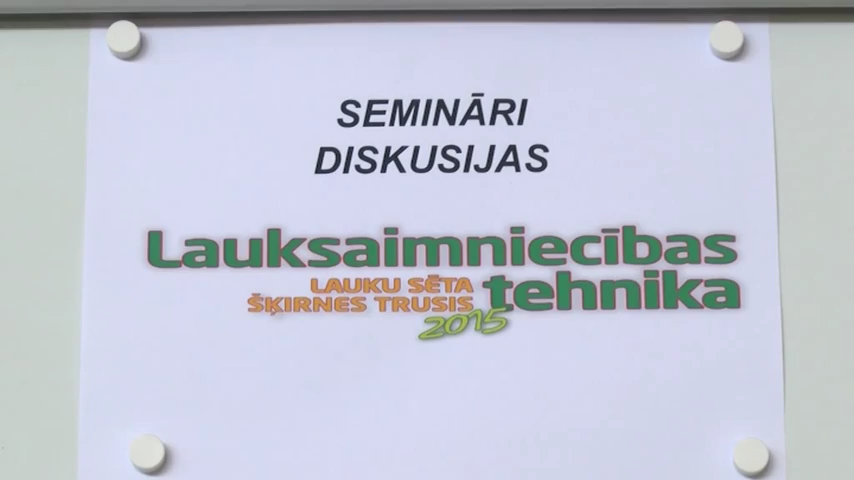 SEMINĀRI
DISKUSIJAS
Lauksaimniecības
LAUKU SĒTA
ŠĶIRNES TRUSIS
tehnika
2015